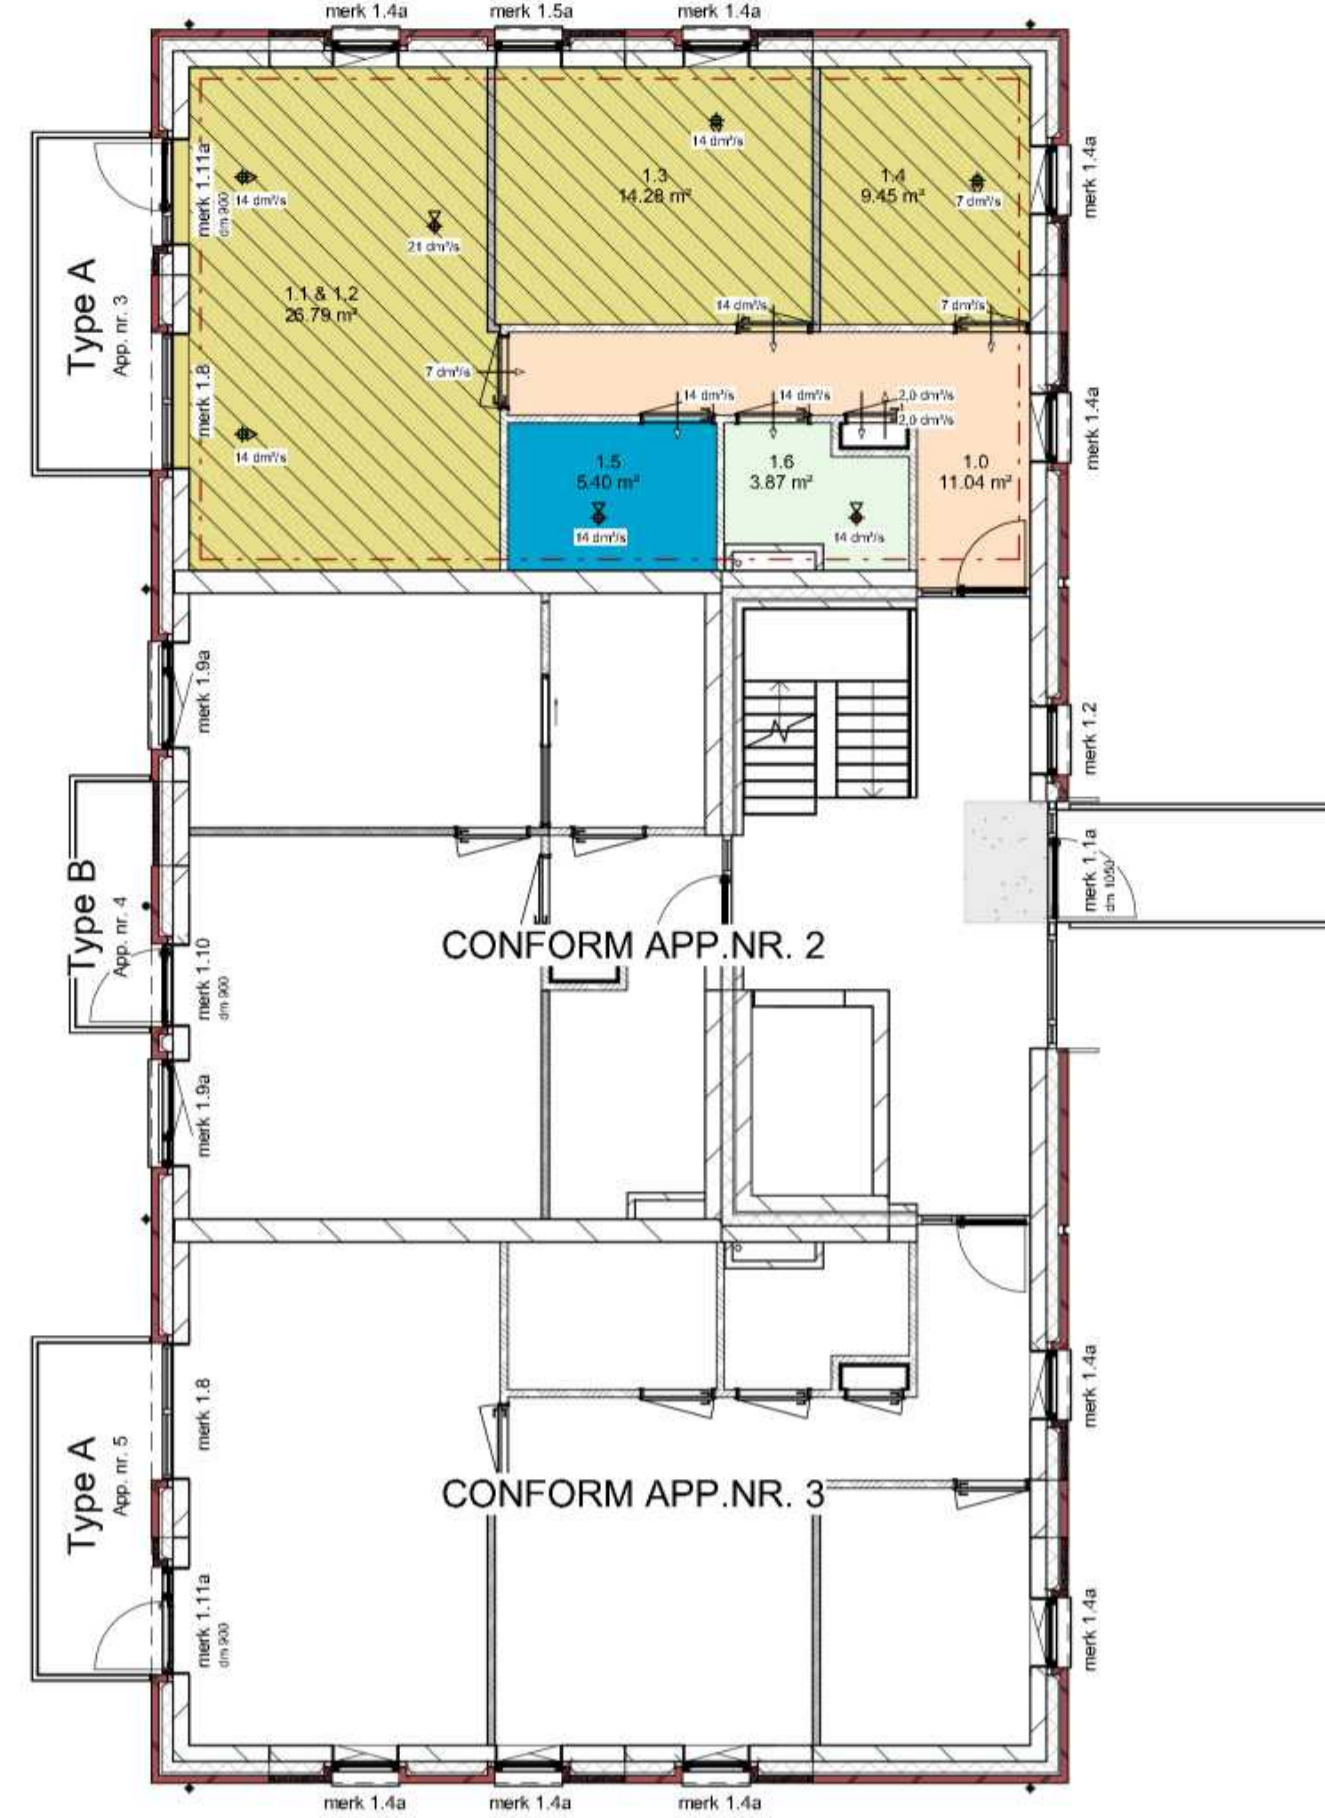 merk 1.4a
merk 1.5a
merk 1.4a
merk 1.11a
dm 900
14 dm³/s
21 dm³/s
14 dm³/s
1.3
14.28 m²
1.4
9.45 m²
7 dm³/s
merk 1.4a
Type A
App. nr. 3
1.1 & 1.2
26.79 m²
14 dm³/s
7 dm³/s
merk 1.8
7 dm³/s
14 dm³/s
14 dm³/s
2,0 dm³/s
2,0 dm³/s
merk 1.4a
14 dm³/s
1.5
5.40 m²
14 dm³/s
1.6
3.87 m²
14 dm³/s
1.0
11.04 m²
merk 1.9a
merk 1.2
Type B
App. nr. 4
merk 1.1a
dm 1050
CONFORM APP.NR. 2
merk 1.10
dm 900
merk 1.9a
merk 1.8
merk 1.4a
Type A
App. nr. 5
CONFORM APP.NR. 3
merk 1.11a
dm 900
merk 1.4a
merk 1.4a
merk 1.4a
merk 1.4a